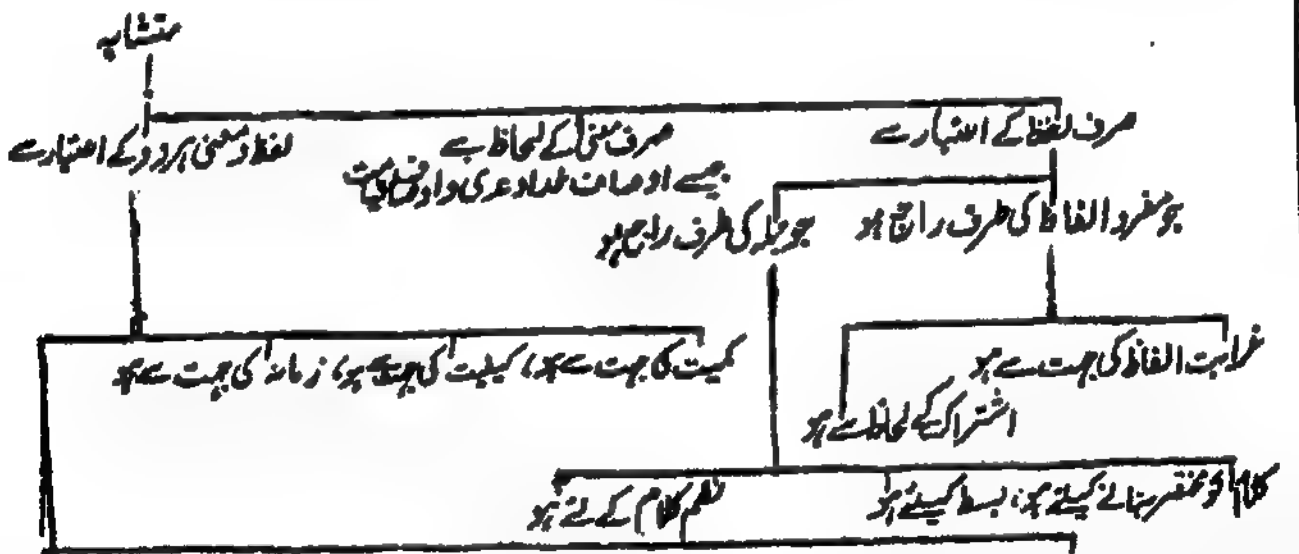 متشابہ
صرف لفظ کے اعتبار سے
صرف معنی کے لحاظ سے
جیسے اوصاف خداوندی و اوصاف قیامت
لفظ و معنی ہر دو کے اعتبار سے
جو مفرد الفاظ کی طرف راجع ہو
جو جملہ کی طرف راجع ہو
غرابت الفاظ کی جہت سے ہو
اشتراک کے لحاظ سے ہو
کمیت کی جہت سے ہو، کیفیت کی جہت سے ہو، زمانہ کی جہت سے ہو
کلام کو مختصر بنانے کیلئے ہو، بسط کیلئے ہو
نظم کلام کے لئے ہو